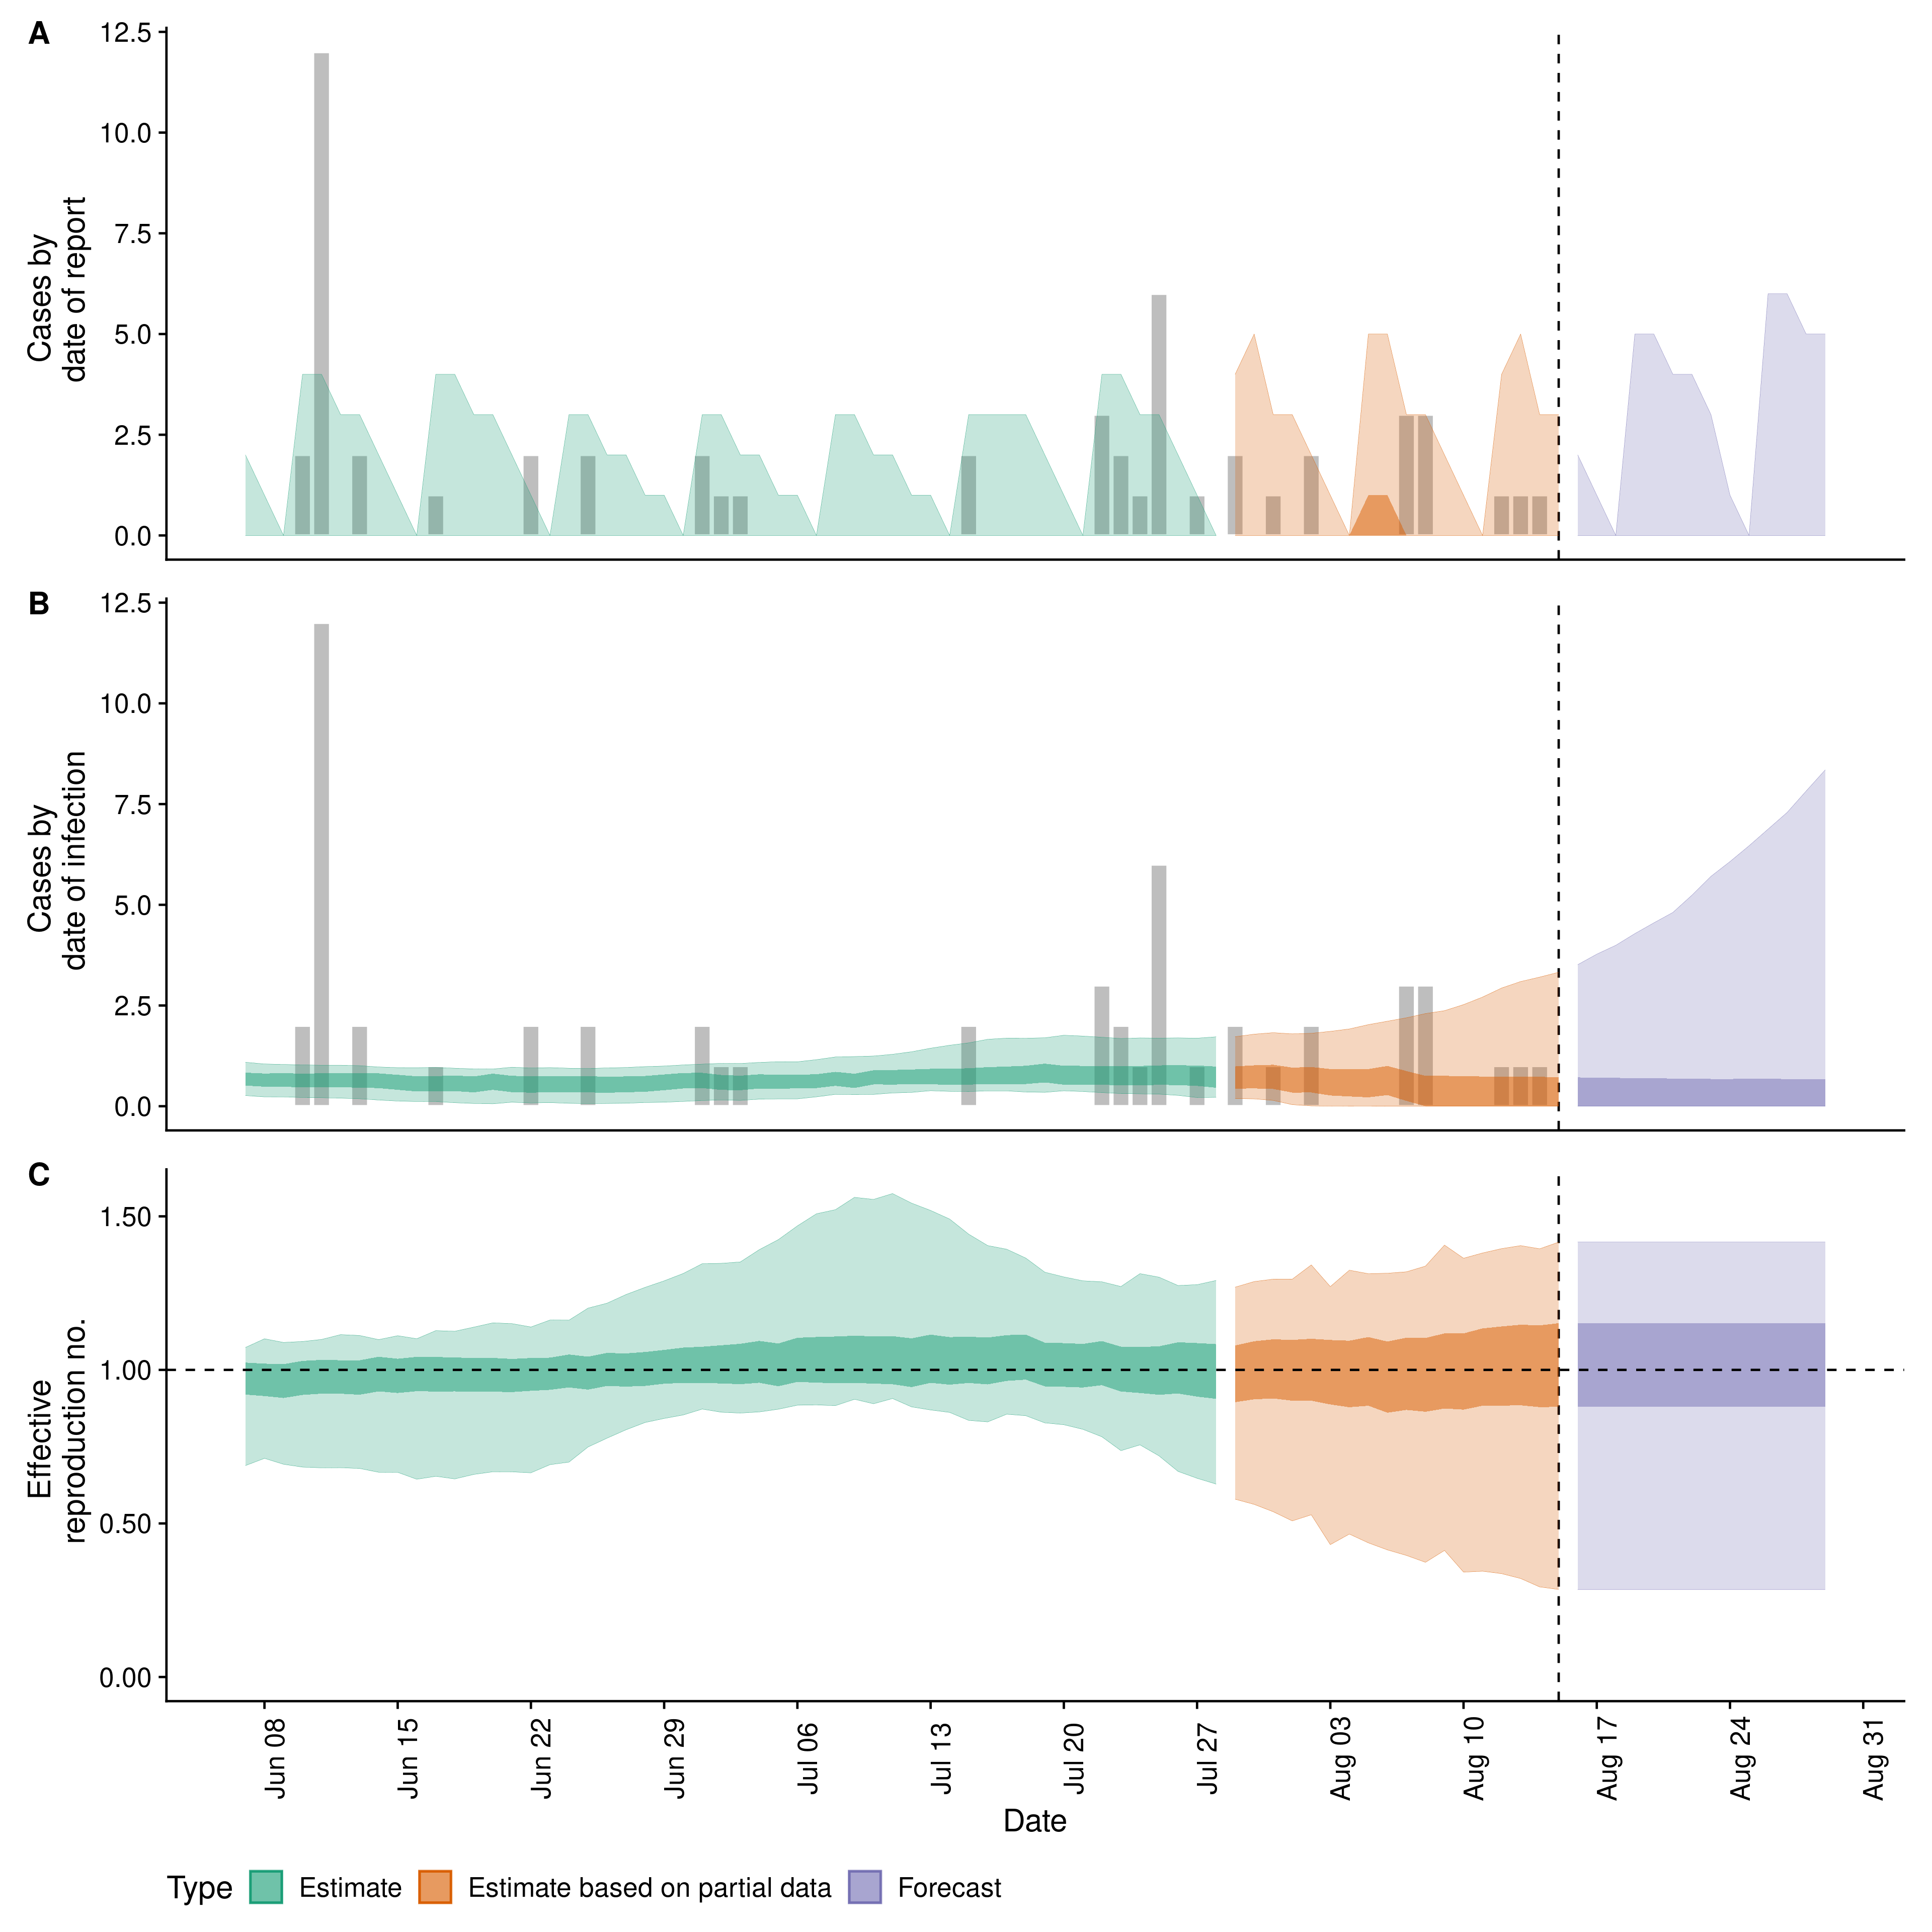 A
12.5
10.0
7.5
5.0
2.5
0.0
Cases by
date of report
B
12.5
10.0
7.5
5.0
2.5
0.0
Cases by
date of infection
C
1.50
1.00
0.50
0.00
Effective
reproduction no.
Jun 08
Jun 15
Jun 22
Jun 29
Jul 06
Jul 13
Jul 20
Jul 27
Aug 03
Aug 10
Aug 17
Aug 24
Aug 31
Date
Type Estimate Estimate based on partial data Forecast